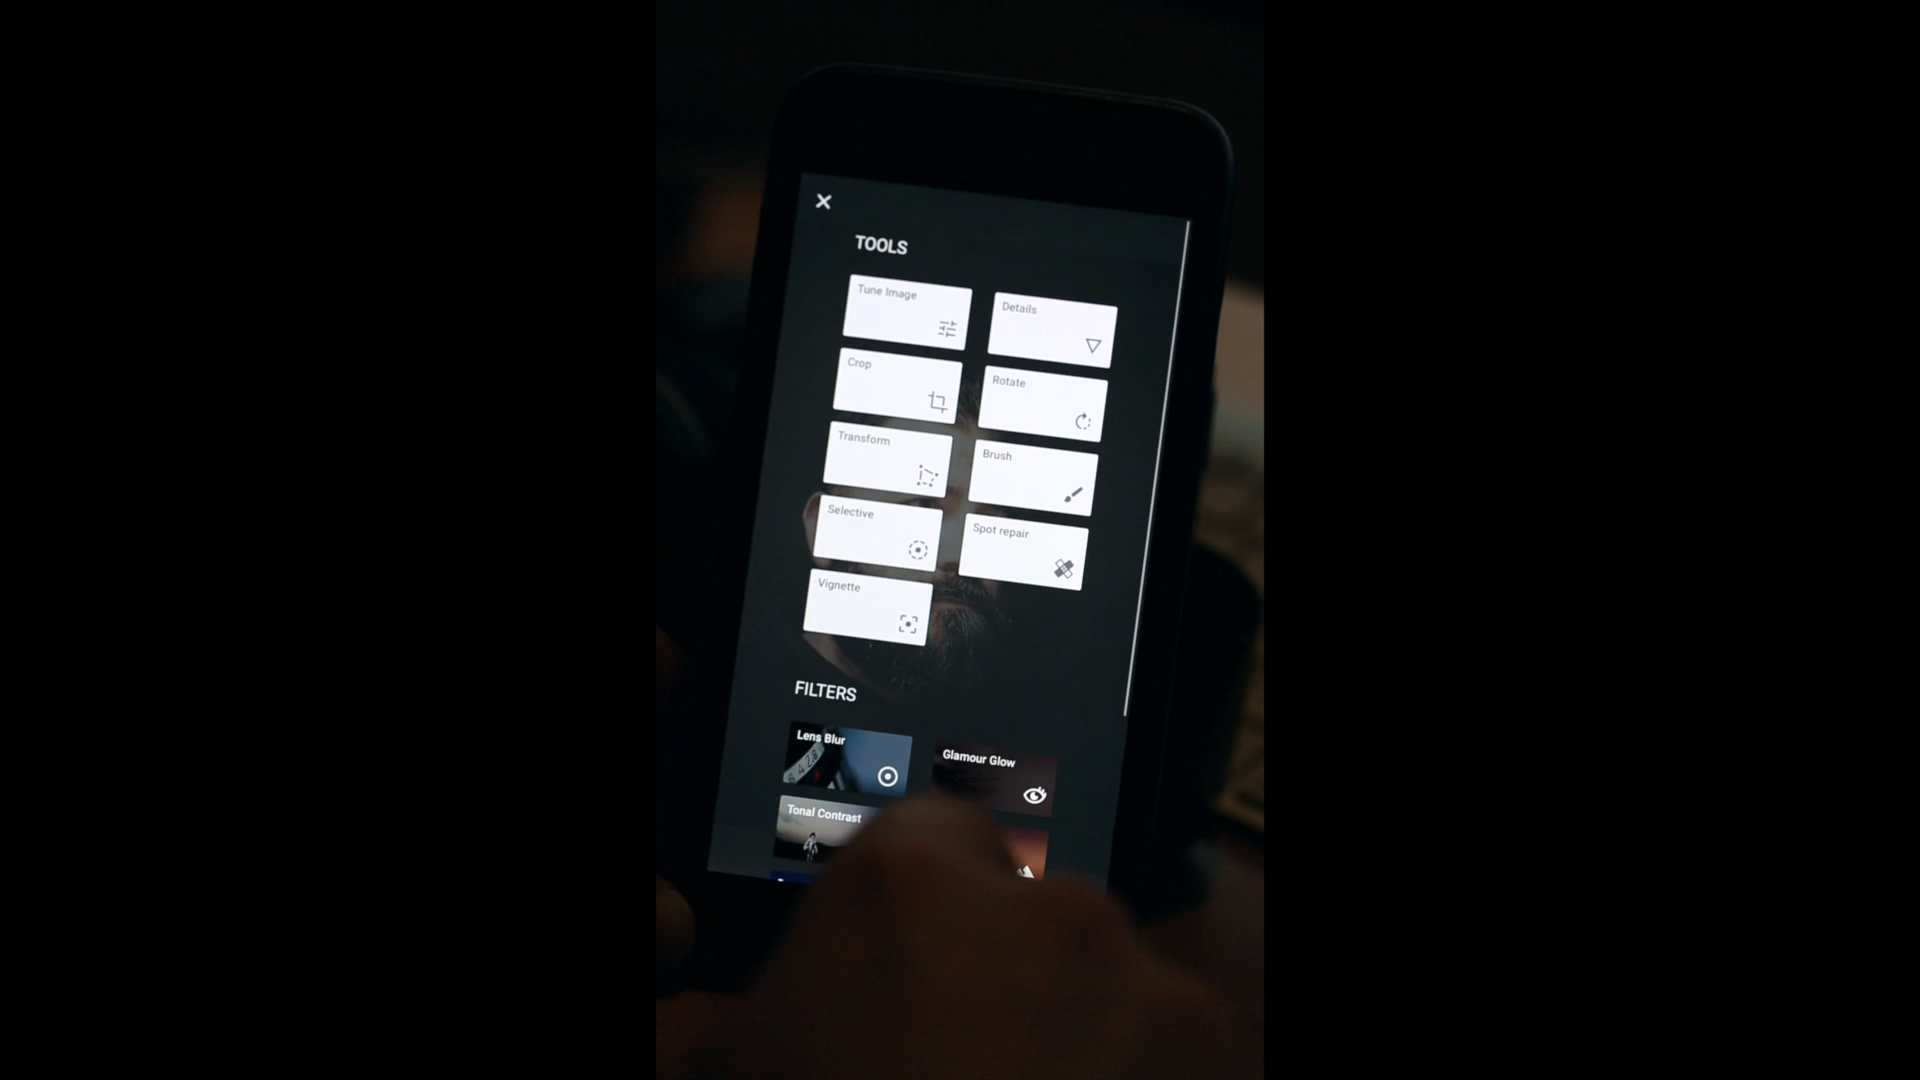 TOOLS
Tune Image
Details
Crop
Rotate
Transform
Brush
Selective
Spot repair
Vignette
FILTERS
Lens Blur
Glamour Glow
Tonal Contrast